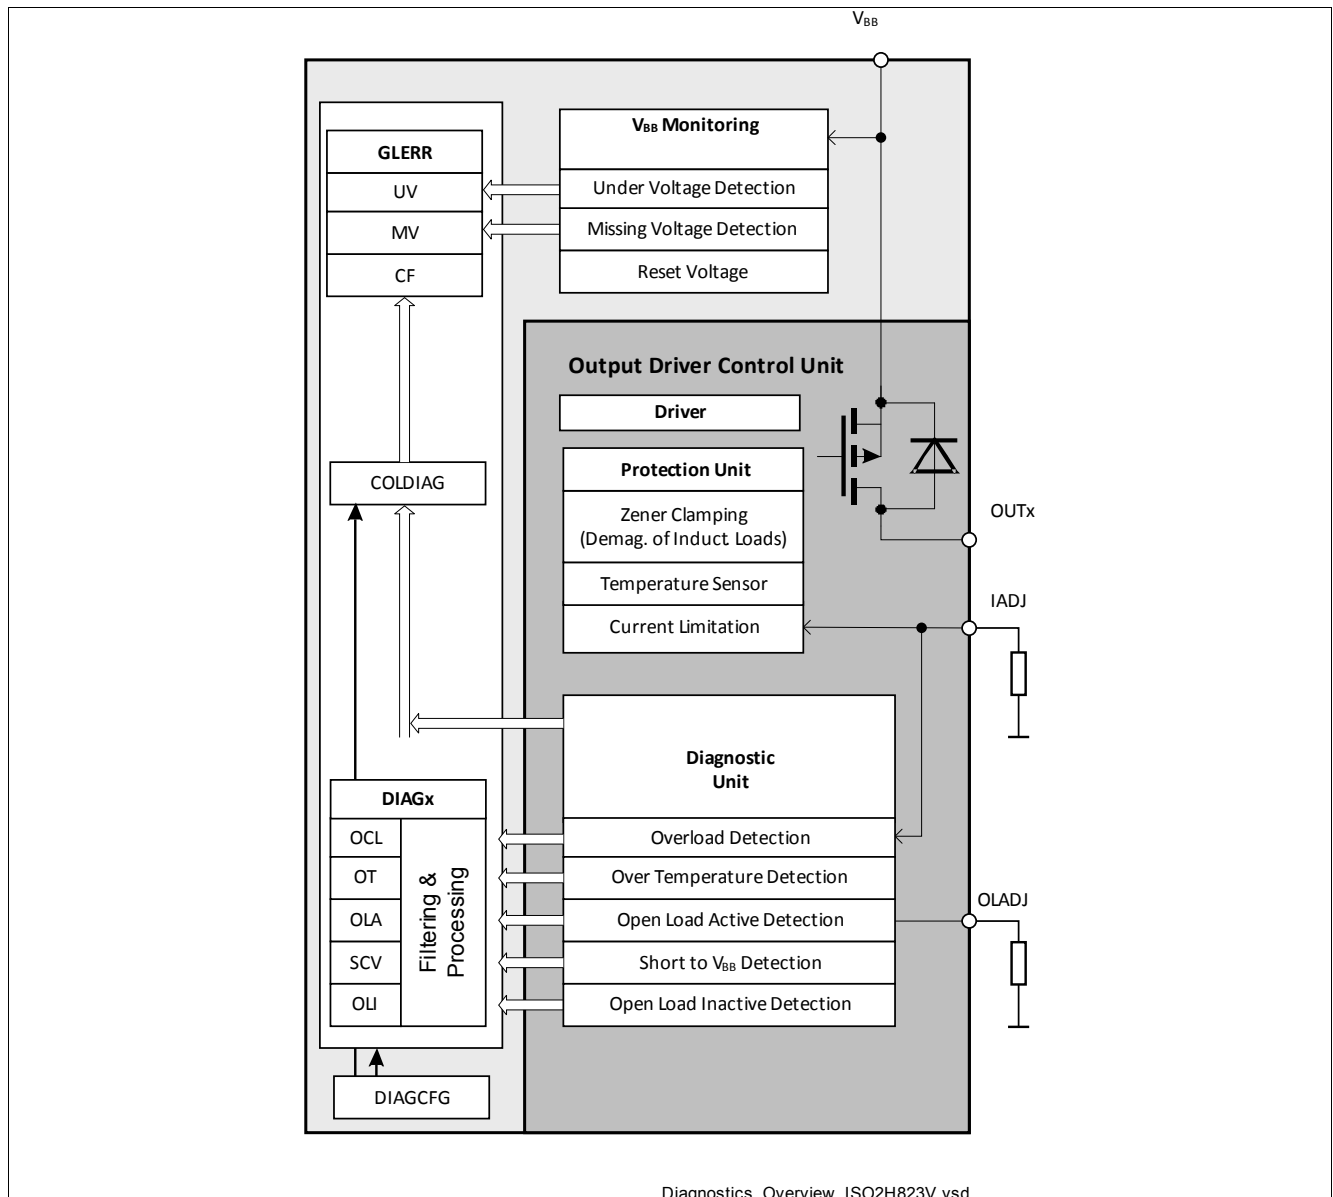 VBB
VBB Monitoring
GLERR
UV
Under Voltage Detection
MV
Missing Voltage Detection
CF
Reset Voltage
Output Driver Control Unit
Driver
Protection Unit
COLDIAG
Zener Clamping
(Demag. of Induct. Loads)
OUTx
Temperature Sensor
IADJ
Current Limitation
Diagnostic
Unit
DIAGx
OCL
Overload Detection
OT
Over Temperature Detection
OLADJ
OLA
Filtering &
Processing
Open Load Active Detection
SCV
Short to VBB Detection
OLI
Open Load Inactive Detection
DIAGCFG
Diagnostics_Overview_ISO2H823V.vsd